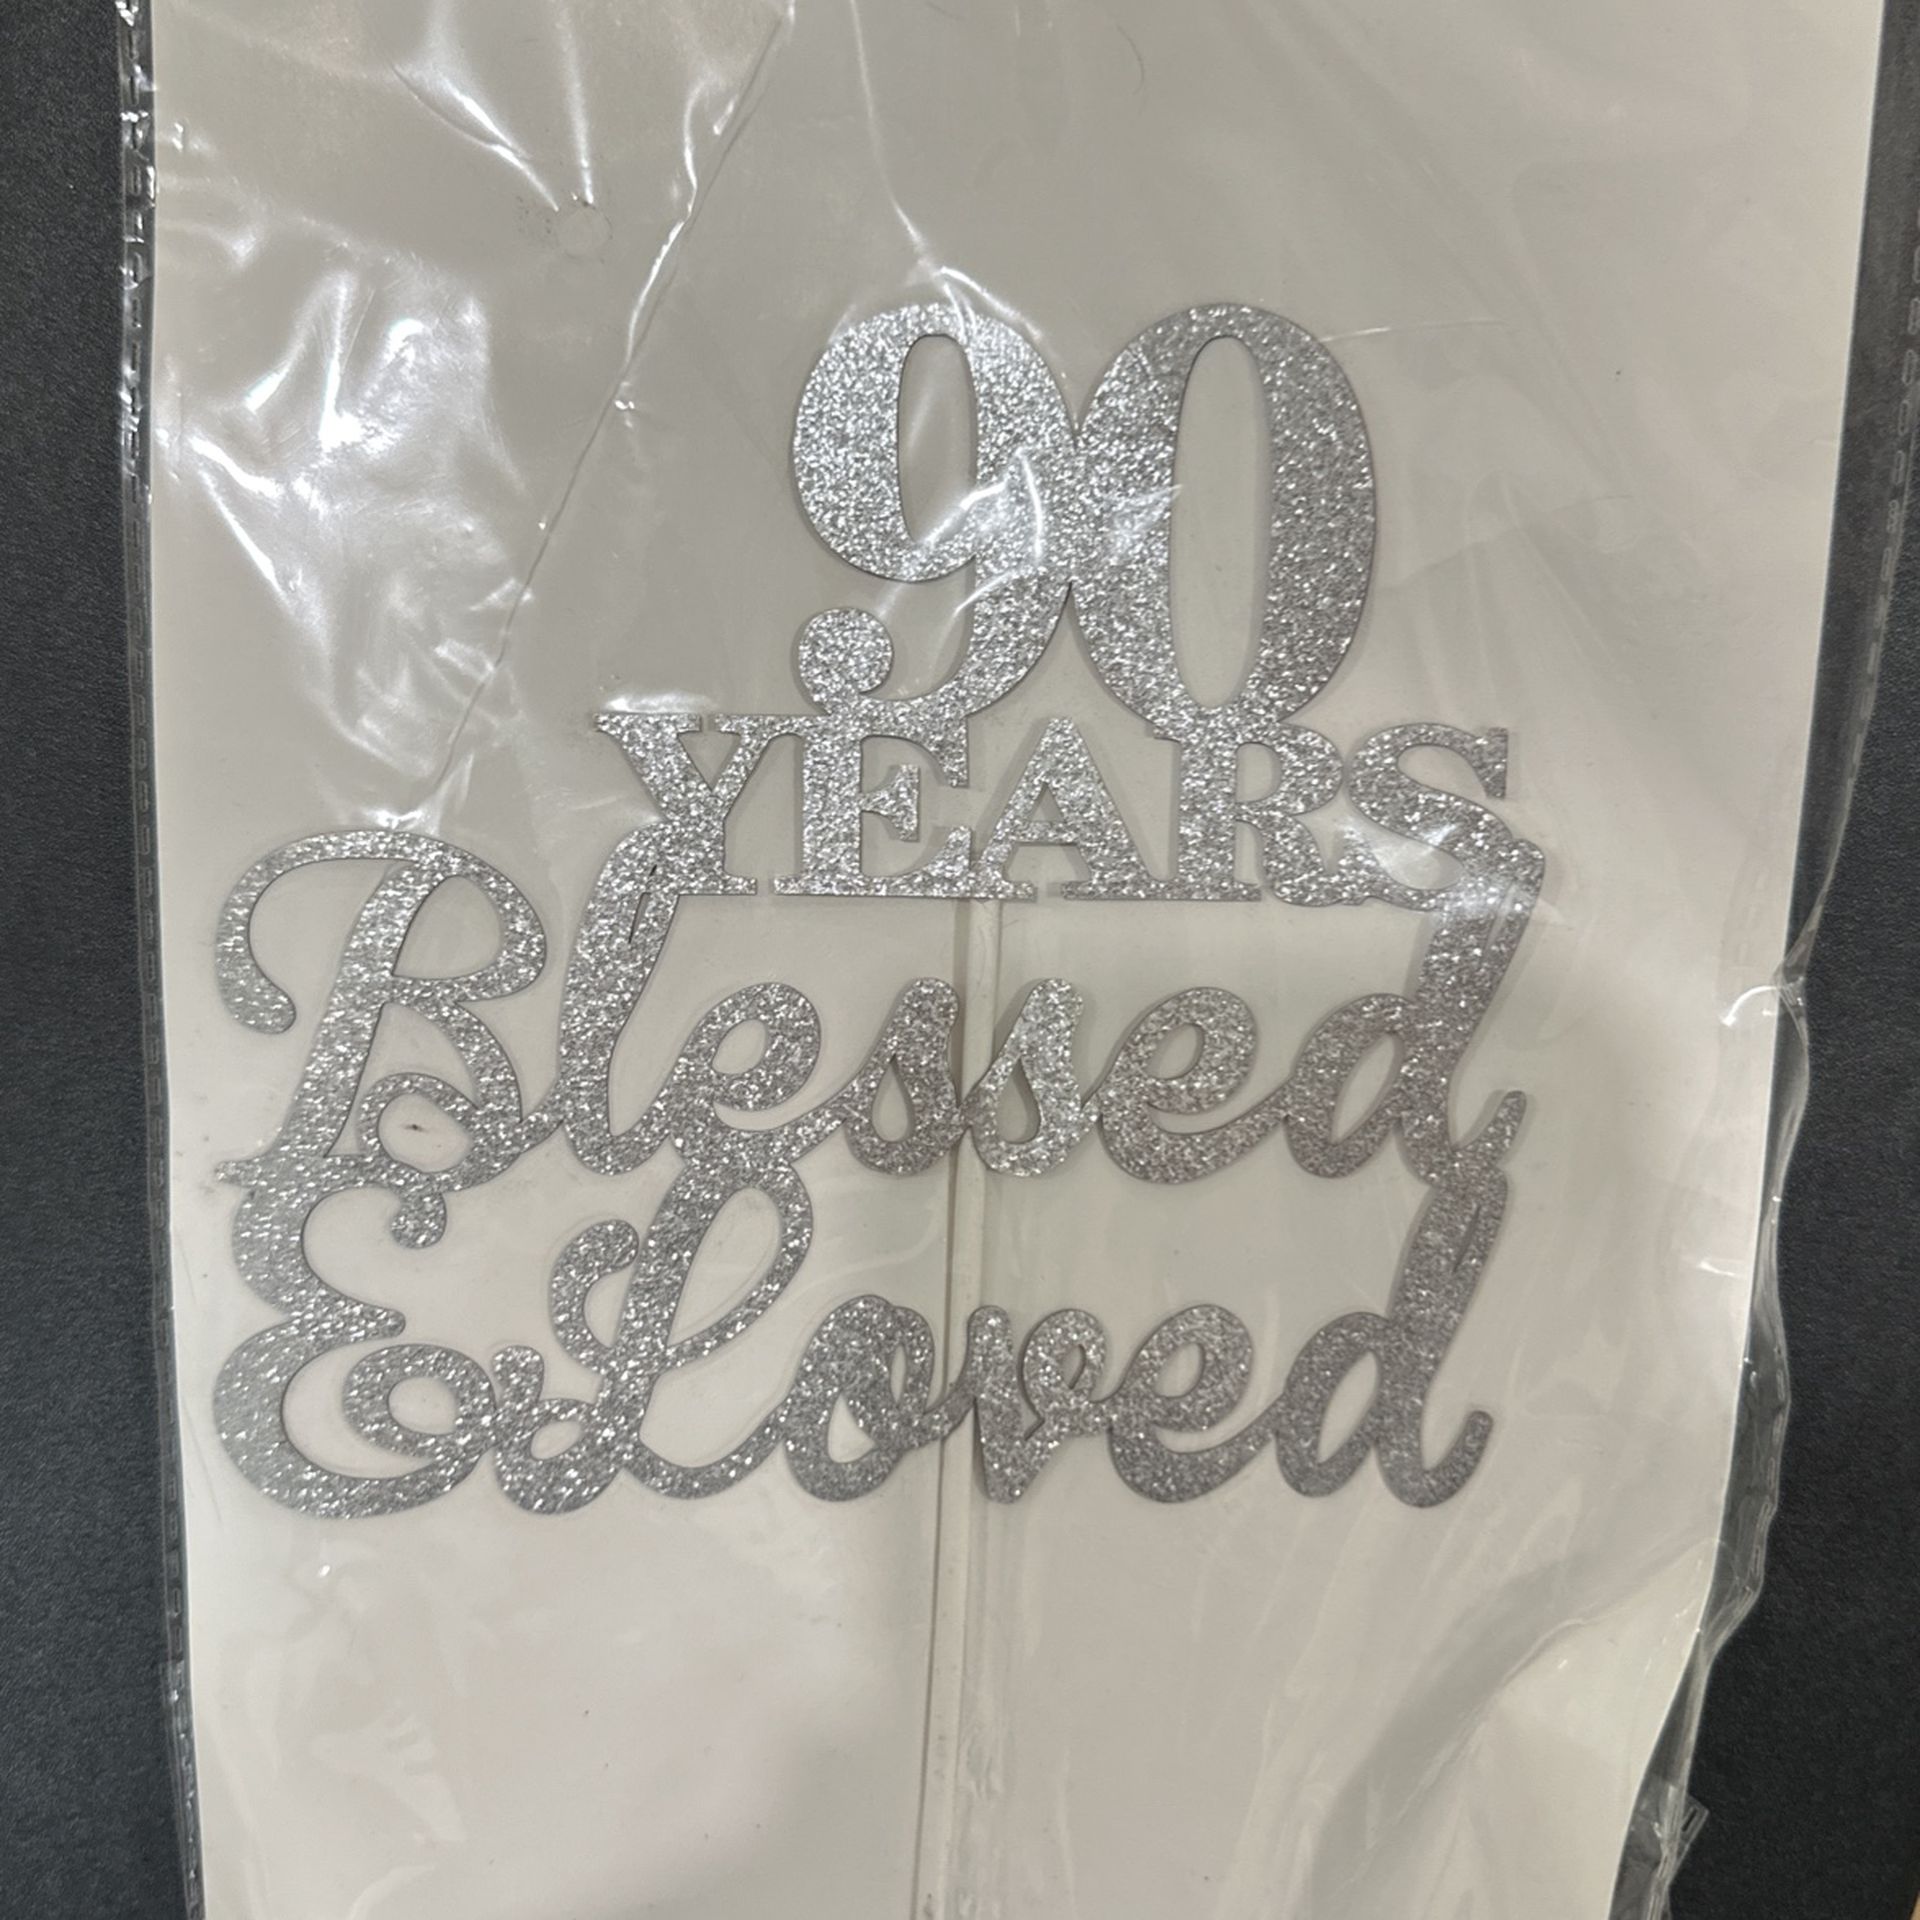 90
YEARS
Blessed
& Loved